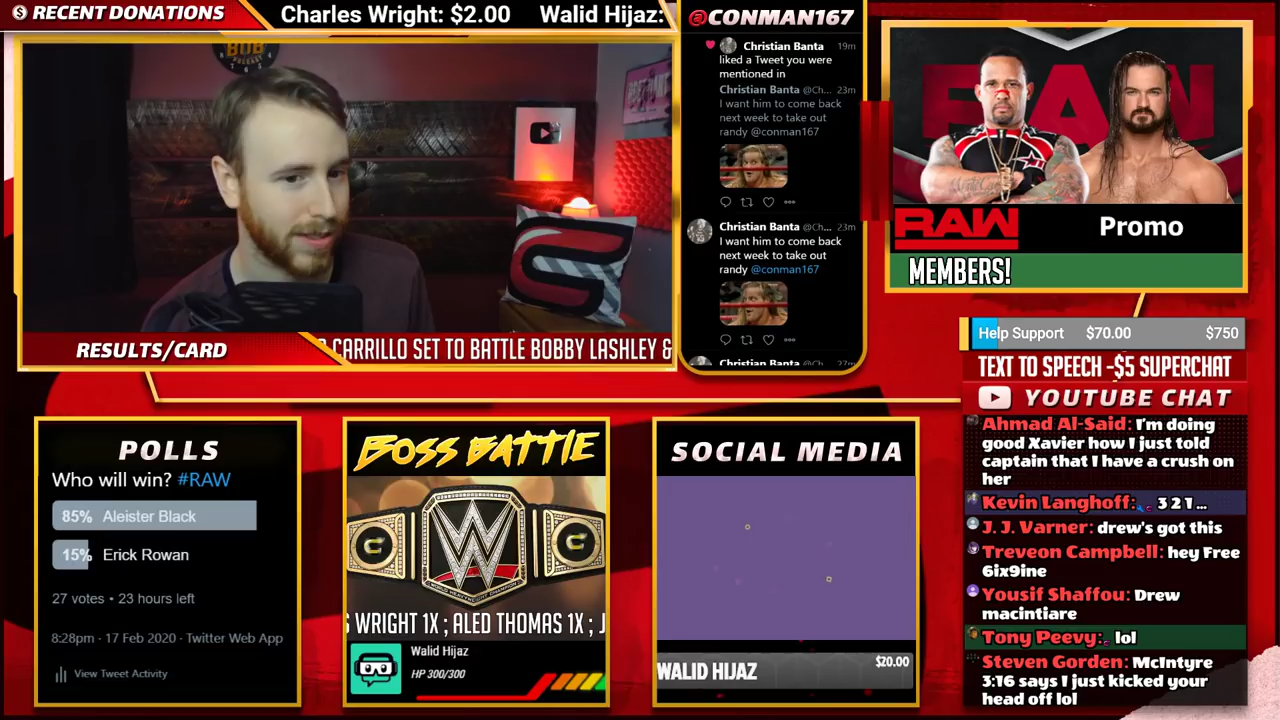 RECENT DONATIONS
Charles Wright: $2.00 Walid Hijaz:
RESULTS/CARD
CARRILLO SET TO BATTLE BOBBY LASHLEY &
@CONMAN167
Christian Banta 19m
liked a Tweet you were
mentioned in
Christian Banta @Ch... 23m
I want him to come back
next week to take out
randy @conman167
Christian Banta @Ch... 23m
I want him to come back
next week to take out
randy @conman167
Christian Banta @Ch... 27m
RAW
RAW
Promo
MEMBERS!
Help Support $70.00 $750
TEXT TO SPEECH -$5 SUPERCHAT
YOUTUBE CHAT
Ahmad Al-Said: I'm doing
good Xavier how I just told
captain that I have a crush on
her
Kevin Langhoff: 3 2 1 ...
J. J. Varner: drew's got this
Treveon Campbell: hey Free
6ix9ine
Yousif Shaffou: Drew
macintiare
Tony Peevy: lol
Steven Gorden: McIntyre
3:16 says I just kicked your
head off lol
POLLS
Who will win? #RAW
85% Aleister Black
15% Erick Rowan
27 votes • 23 hours left
8:28pm · 17 Feb 2020 · Twitter Web App
View Tweet Activity
BOSS BATTLE
WRIGHT 1X ; ALED THOMAS 1X ; J
Walid Hijaz
HP 300/300
SOCIAL MEDIA
WALID HIJAZ $20.00